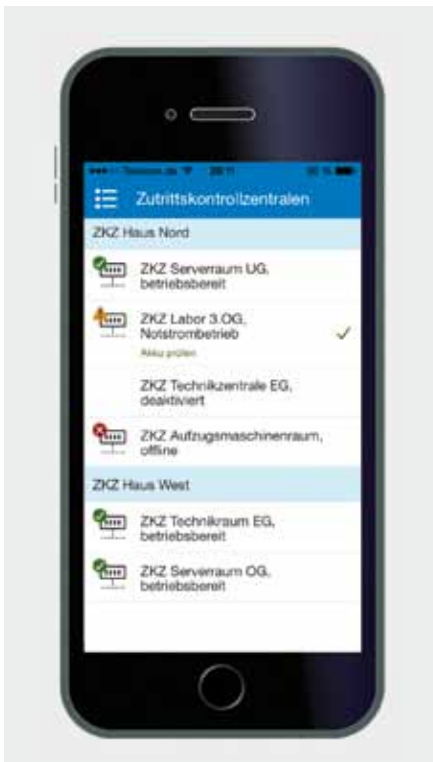 Zutrittskontrollzentralen
ZKZ Haus Nord
ZKZ Serverraum UG,
betriebsbereit
ZKZ Labor 3.OG,
Notstrombetrieb
Akku prüfen
ZKZ Technikzentrale EG,
deaktiviert
ZKZ Aufzugsmaschinenraum,
offline
ZKZ Haus West
ZKZ Technikraum EG,
betriebsbereit
ZKZ Serverraum OG,
betriebsbereit